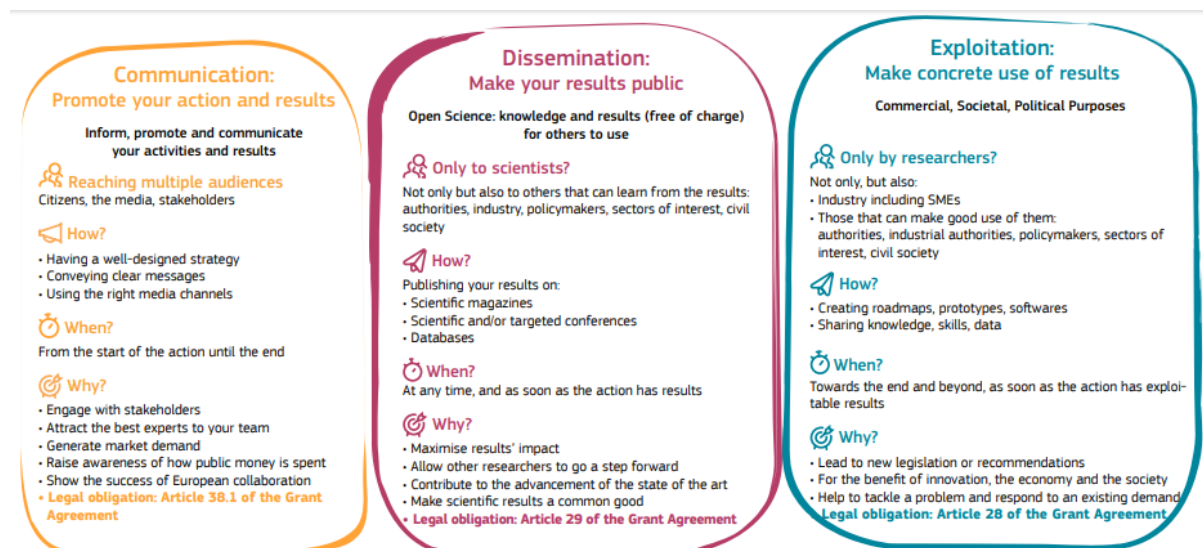 Communication:
Promote your action and results
Inform, promote and communicate
your activities and results
Reaching multiple audiences
Citizens, the media, stakeholders
How?
• Having a well-designed strategy
• Conveying clear messages
• Using the right media channels
When?
From the start of the action until the end
Why?
• Engage with stakeholders
• Attract the best experts to your team
• Generate market demand
• Raise awareness of how public money is spent
• Show the success of European collaboration
• Legal obligation: Article 38.1 of the Grant
Agreement
Dissemination:
Make your results public
Open Science: knowledge and results (free of charge)
for others to use
Only to scientists?
Not only but also to others that can learn from the results:
authorities, industry, policymakers, sectors of interest, civil
society
How?
Publishing your results on:
• Scientific magazines
• Scientific and/or targeted conferences
• Databases
When?
At any time, and as soon as the action has results
Why?
• Maximise results' impact
• Allow other researchers to go a step forward
• Contribute to the advancement of the state of the art
• Make scientific results a common good
• Legal obligation: Article 29 of the Grant Agreement
Exploitation:
Make concrete use of results
Commercial, Societal, Political Purposes
Only by researchers?
Not only, but also:
• Industry including SMEs
• Those that can make good use of them:
authorities, industrial authorities, policymakers, sectors of
interest, civil society
How?
• Creating roadmaps, prototypes, softwares
• Sharing knowledge, skills, data
When?
Towards the end and beyond, as soon as the action has exploi-
table results
Why?
• Lead to new legislation or recommendations
• For the benefit of innovation, the economy and the society
• Help to tackle a problem and respond to an existing demand
Legal obligation: Article 28 of the Grant Agreement